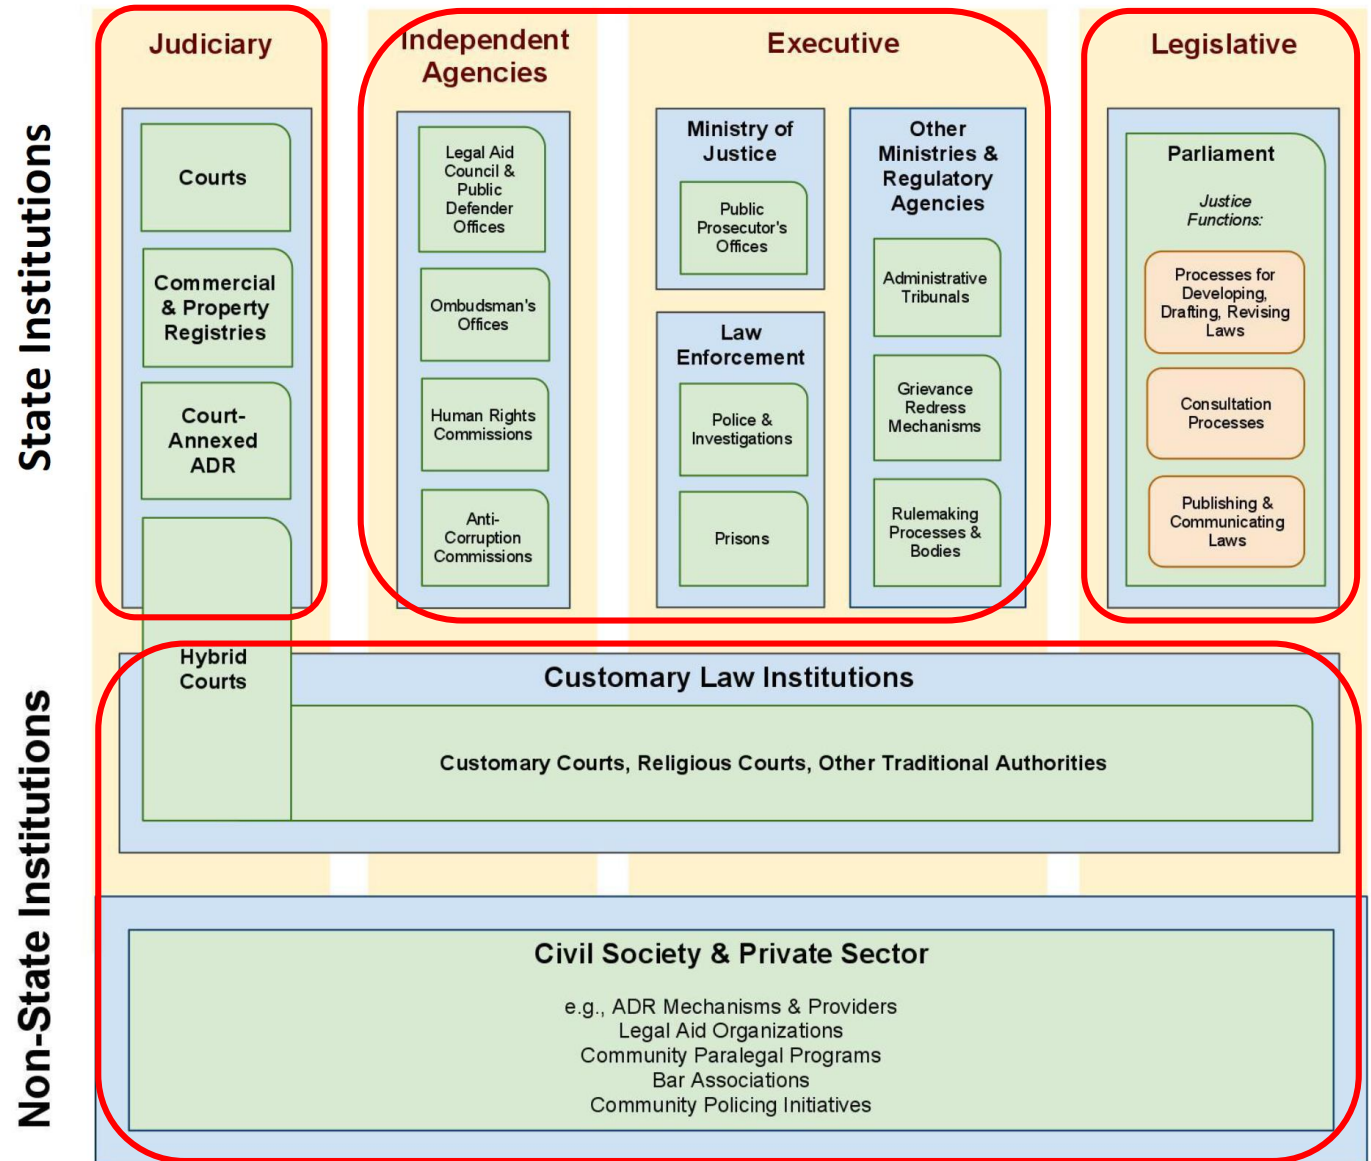 State Institutions
Judiciary
Courts
Commercial
& Property
Registries
Court-
Annexed
ADR
Independent
Agencies
Legal Aid
Council &
Public
Defender
Offices
Ombudsman's
Offices
Human Rights
Commissions
Anti-
Corruption
Commissions
Executive
Ministry of
Justice
Public
Prosecutor's
Offices
Law
Enforcement
Police &
Investigations
Prisons
Other
Ministries &
Regulatory
Agencies
Administrative
Tribunals
Grievance
Redress
Mechanisms
Rulemaking
Processes &
Bodies
Legislative
Parliament
Justice
Functions:
Processes for
Developing,
Drafting, Revising
Laws
Consultation
Processes
Publishing &
Communicating
Laws
Non-State Institutions
Hybrid
Courts
Customary Law Institutions
Customary Courts, Religious Courts, Other Traditional Authorities
Civil Society & Private Sector
e.g., ADR Mechanisms & Providers
Legal Aid Organizations
Community Paralegal Programs
Bar Associations
Community Policing Initiatives